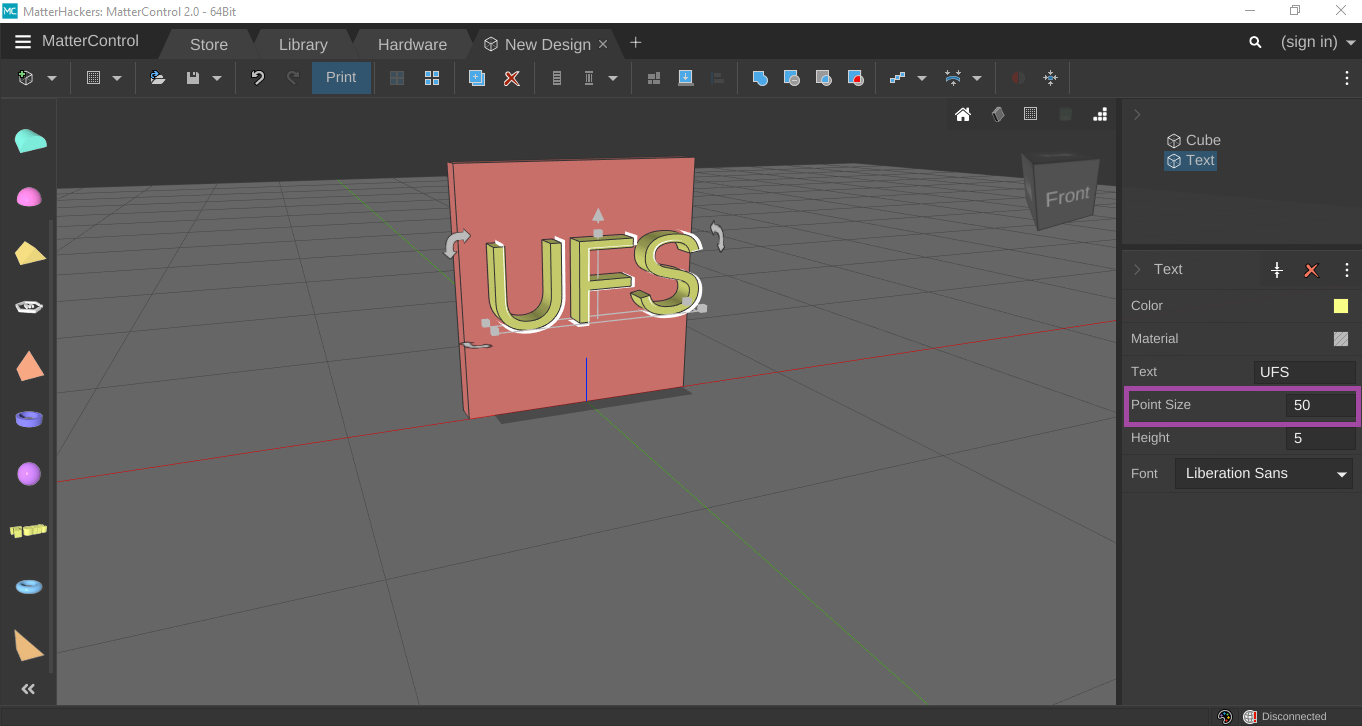 MatterHackers: MatterControl 2.0 - 64Bit
MatterControl
Store
Library
Hardware
New Design
(sign in)
Print
Cube
Text
Front
UFS
Text
Color
Material
Text UFS
Point Size 50
Height 5
Font Liberation Sans
Disconnected